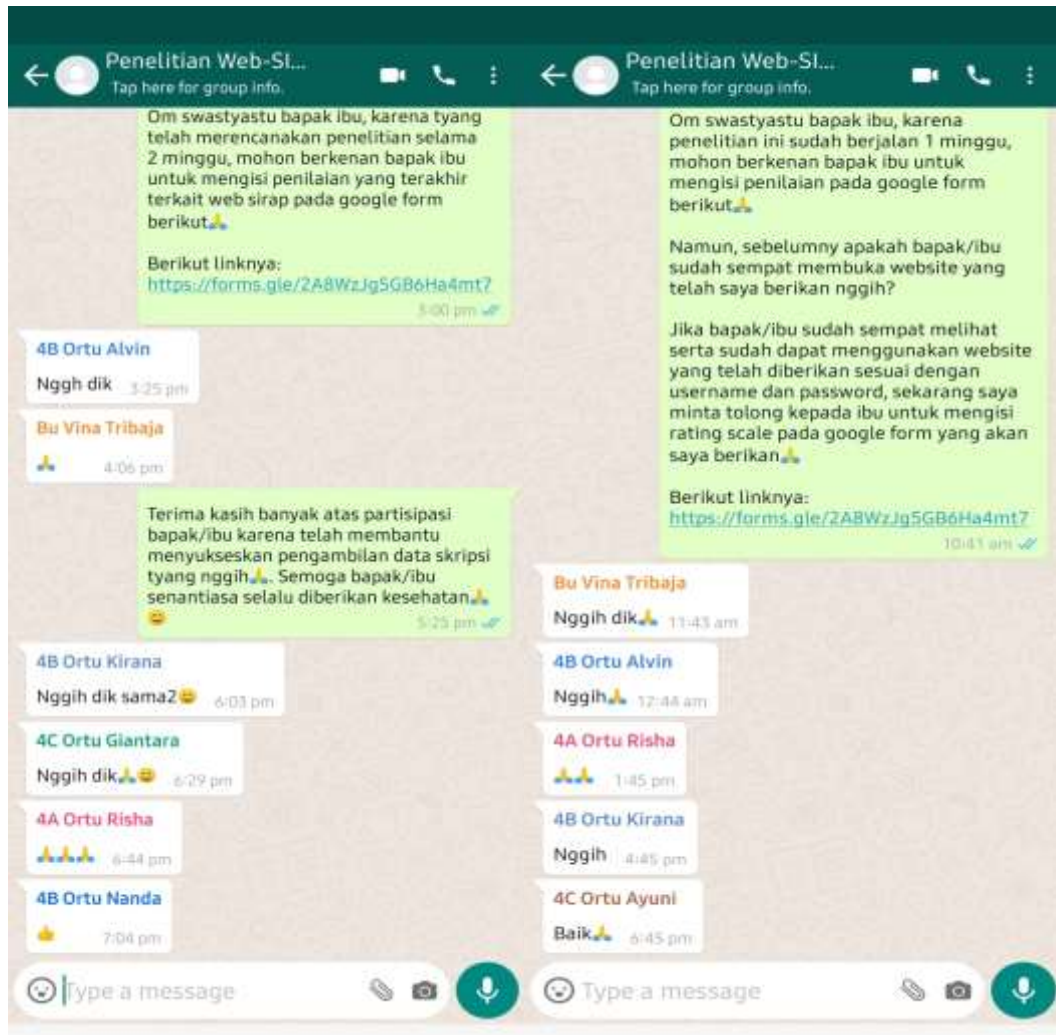 Penelitian Web-SI...
Tap here for group info.
Om swastyastu bapak ibu, karena tyang
telah merencanakan penelitian selama
2 minggu, mohon berkenan bapak ibu
untuk mengisi penilaian yang terakhir
terkait web sirap pada google form
berikut🙏
Berikut linknya:
https://forms.gle/2A8WzJg5GB6Ha4mt7
3:00 pm
4B Ortu Alvin
Nggh dik 3:25 pm
Bu Vina Tribaja
🙏 4:06 pm
Terima kasih banyak atas partisipasi
bapak/ibu karena telah membantu
menyukseskan pengambilan data skripsi
tyang nggih🙏. Semoga bapak/ibu
senantiasa selalu diberikan kesehatan🙏
😄 5:25 pm
4B Ortu Kirana
Nggih dik sama2😄 6:03 pm
4C Ortu Giantara
Nggih dik🙏😄 6:29 pm
4A Ortu Risha
🙏🙏🙏 6:44 pm
4B Ortu Nanda
👍 7:04 pm
Type a message
Penelitian Web-SI...
Tap here for group info.
Om swastyastu bapak ibu, karena
penelitian ini sudah berjalan 1 minggu,
mohon berkenan bapak ibu untuk
mengisi penilaian pada google form
berikut🙏
Namun, sebelumny apakah bapak/ibu
sudah sempat membuka website yang
telah saya berikan nggih?
Jika bapak/ibu sudah sempat melihat
serta sudah dapat menggunakan website
yang telah diberikan sesuai dengan
username dan password, sekarang saya
minta tolong kepada ibu untuk mengisi
rating scale pada google form yang akan
saya berikan🙏
Berikut linknya:
https://forms.gle/2A8WzJg5GB6Ha4mt7
10:41 am
Bu Vina Tribaja
Nggih dik🙏 11:43 am
4B Ortu Alvin
Nggih🙏 12:44 am
4A Ortu Risha
🙏🙏 1:45 pm
4B Ortu Kirana
Nggih 4:45 pm
4C Ortu Ayuni
Baik🙏 6:45 pm
Type a message